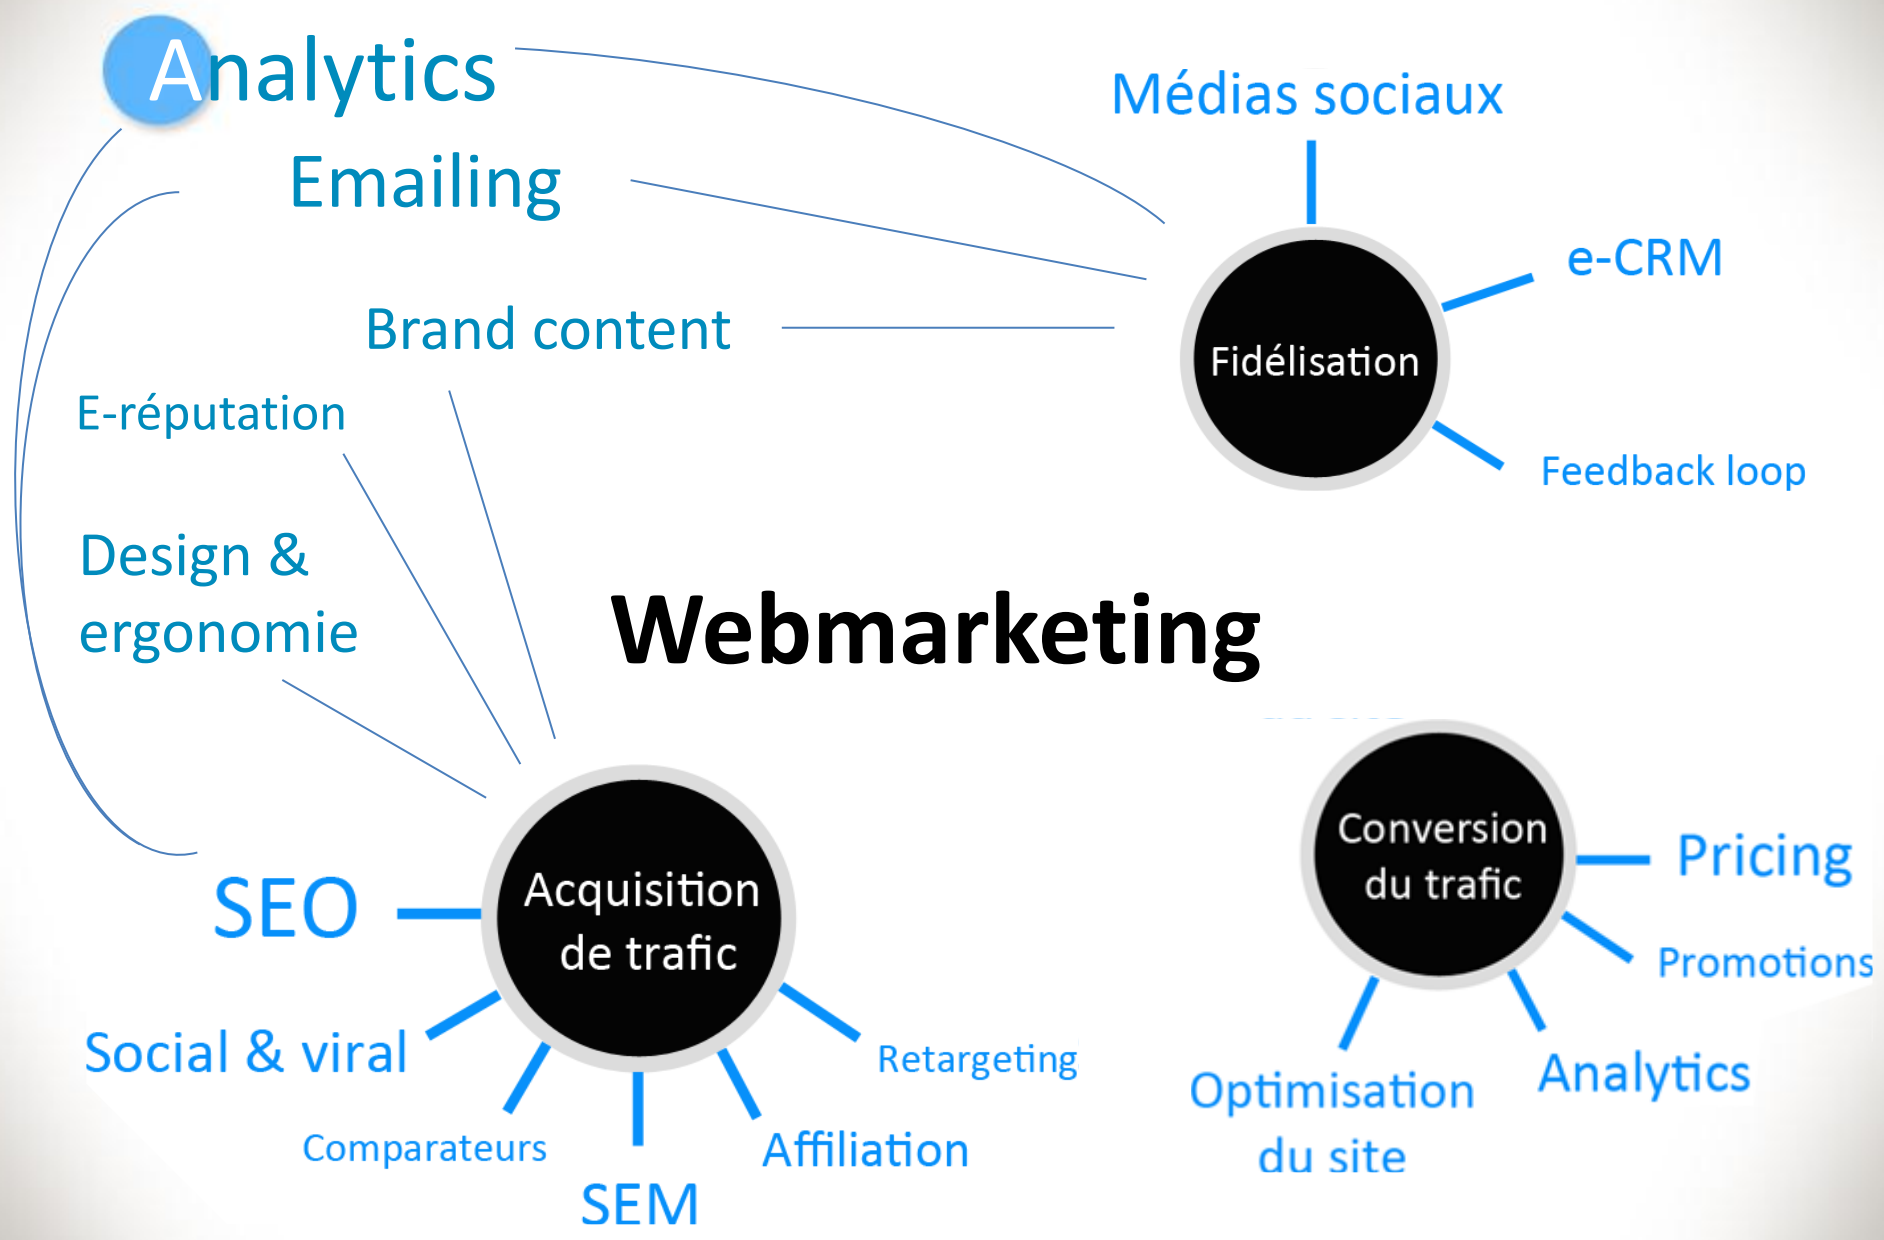 Analytics
Emailing
Brand content
E-réputation
Design &
ergonomie
Médias sociaux
e-CRM
Fidélisation
Feedback loop
Webmarketing
Acquisition
de trafic
SEO
Social & viral
Comparateurs
SEM
Affiliation
Retargeting
Conversion
du trafic
Pricing
Promotions
Analytics
Optimisation
du site